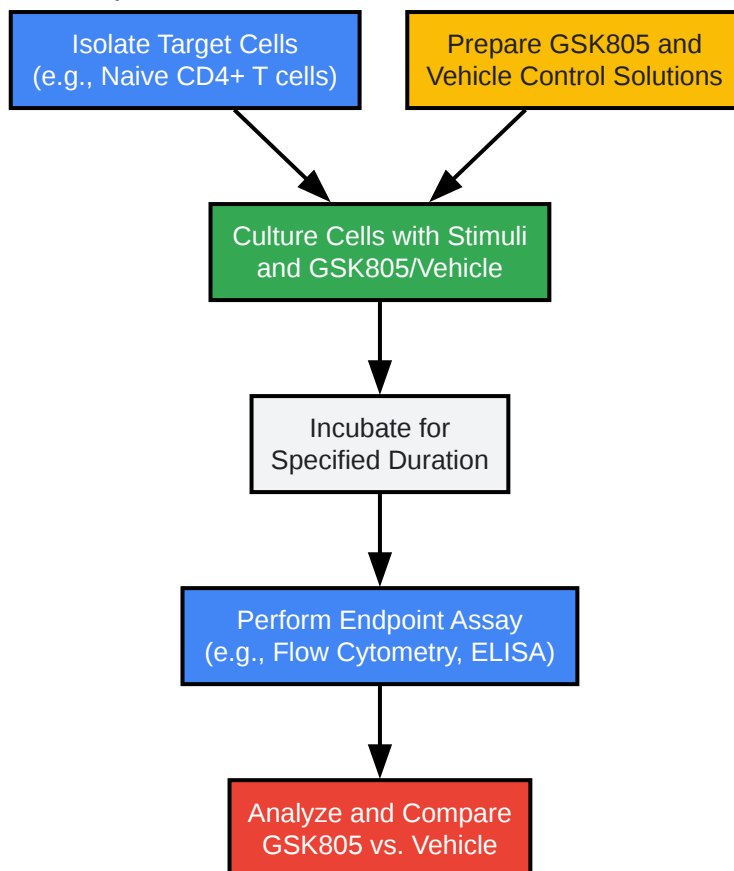 Isolate Target Cells
(e.g., Naive CD4+ T cells)
Prepare GSK805 and
Vehicle Control Solutions
Culture Cells with Stimuli
and GSK805/Vehicle
Incubate for
Specified Duration
Perform Endpoint Assay
(e.g., Flow Cytometry, ELISA)
Analyze and Compare
GSK805 vs. Vehicle